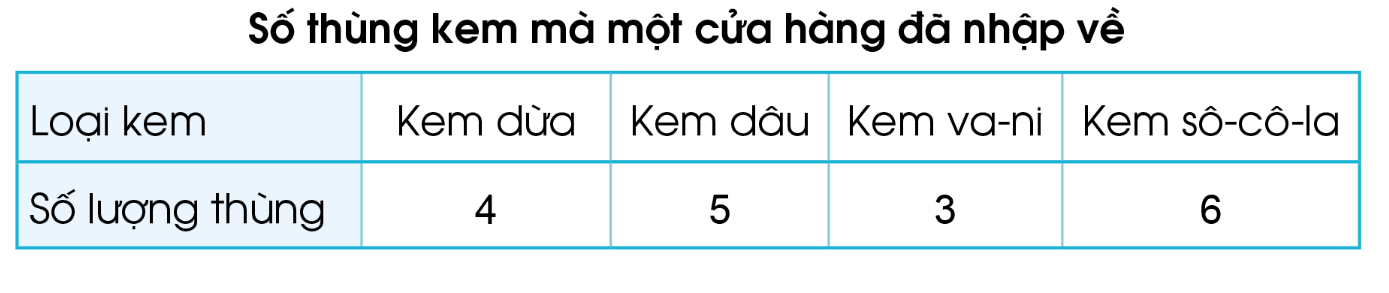 Số thùng kem mà một cửa hàng đã nhập về
Loại kem Kem dừa Kem dâu Kem va-ni Kem sô-cô-la
Số lượng thùng 4 5 3 6